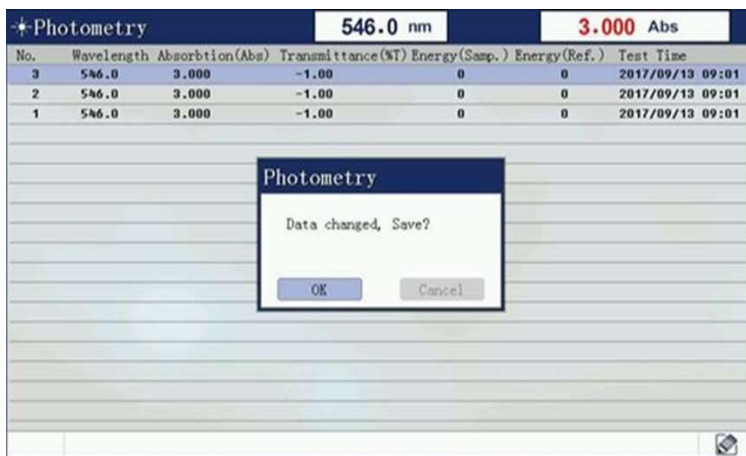 Photometry 546.0 nm 3.000 Abs
No. Wavelength Absorbtion(Abs) Transmittance(%T) Energy(Samp.) Energy(Ref.) Test Time
3 546.0 3.000 -1.00 0 0 2017/09/13 09:01
2 546.0 3.000 -1.00 0 0 2017/09/13 09:01
1 546.0 3.000 -1.00 0 0 2017/09/13 09:01
Photometry
Data changed, Save?
OK Cancel